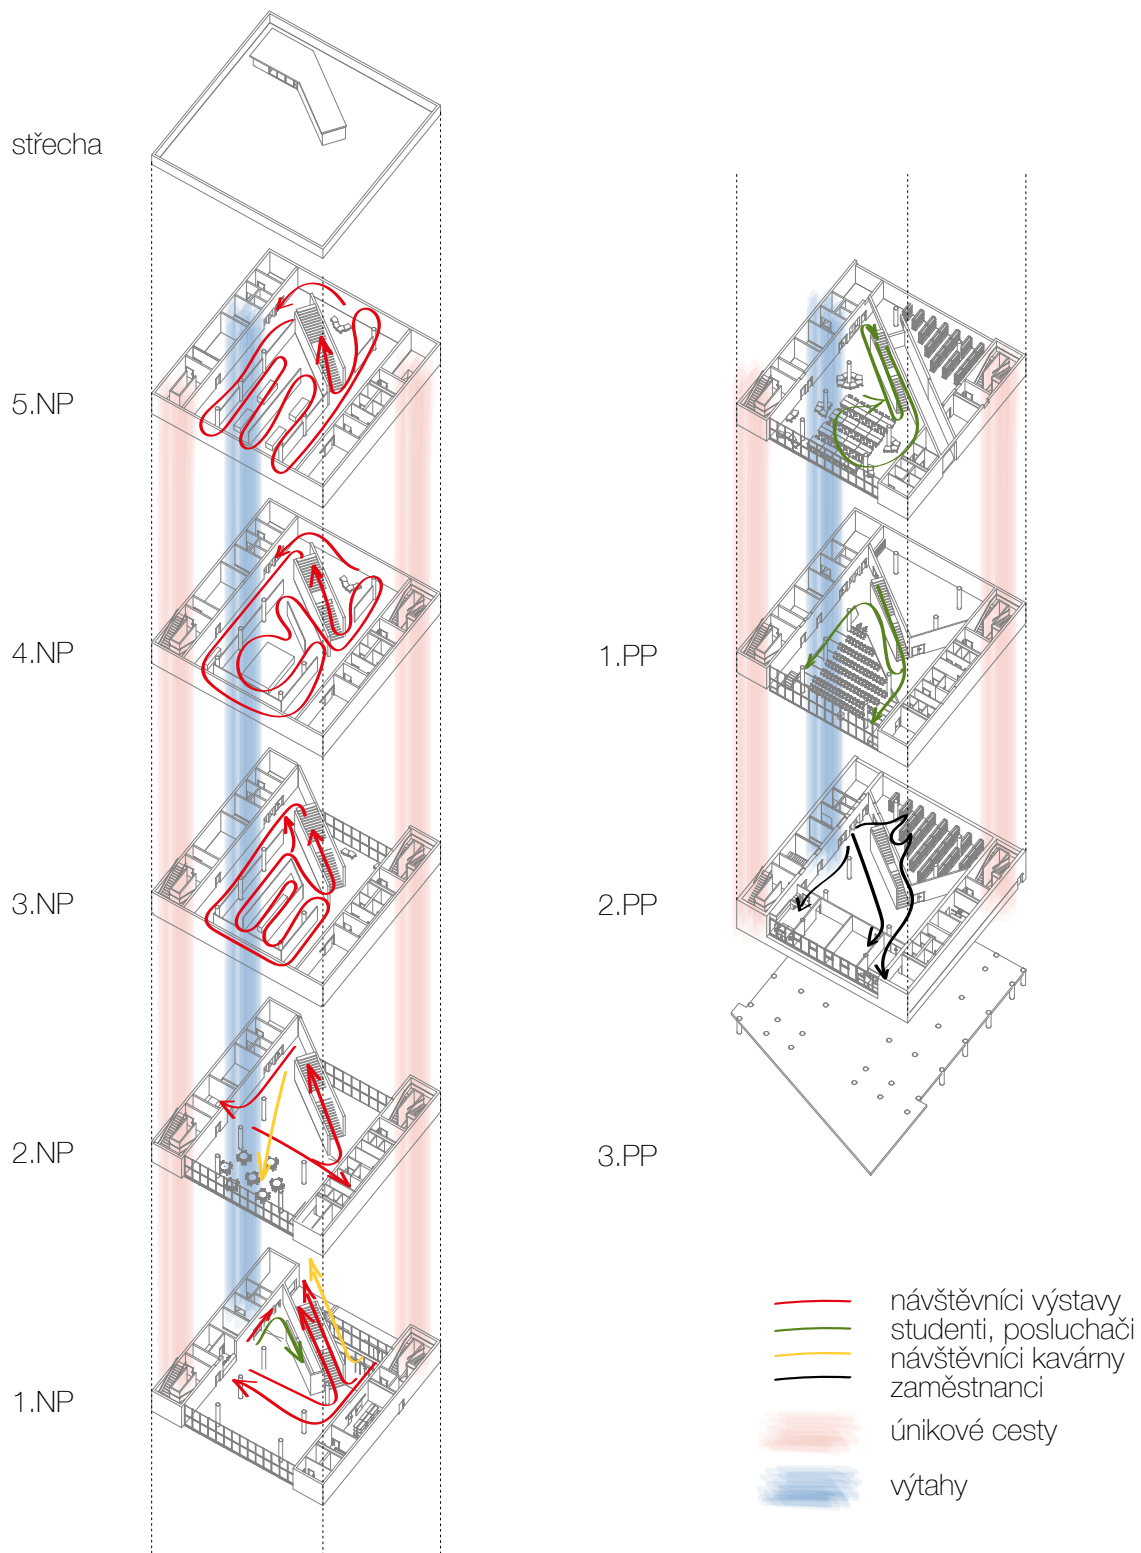 střecha
5.NP
4.NP
3.NP
2.NP
1.NP
1.PP
2.PP
3.PP
návštěvníci výstavy
studenti, posluchači
návštěvníci kavárny
zaměstnanci
únikové cesty
výtahy